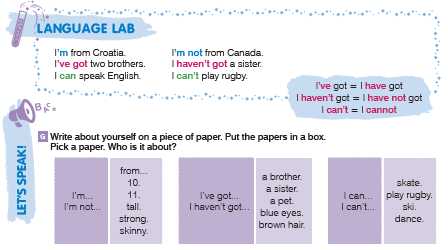 LANGUAGE LAB
I'm from Croatia.
I've got two brothers.
I can speak English.
I'm not from Canada.
I haven't got a sister.
I can't play rugby.
I've got = I have got
I haven't got = I have not got
I can't = I cannot
BACA
LET'S SPEAK!
G Write about yourself on a piece of paper. Put the papers in a box.
Pick a paper. Who is it about?
I'm...
I'm not...
from...
10.
11.
tall.
strong.
skinny.
I've got...
I haven't got...
a brother.
a sister.
a pet.
blue eyes.
brown hair.
I can...
I can't...
skate.
play rugby.
ski.
dance.